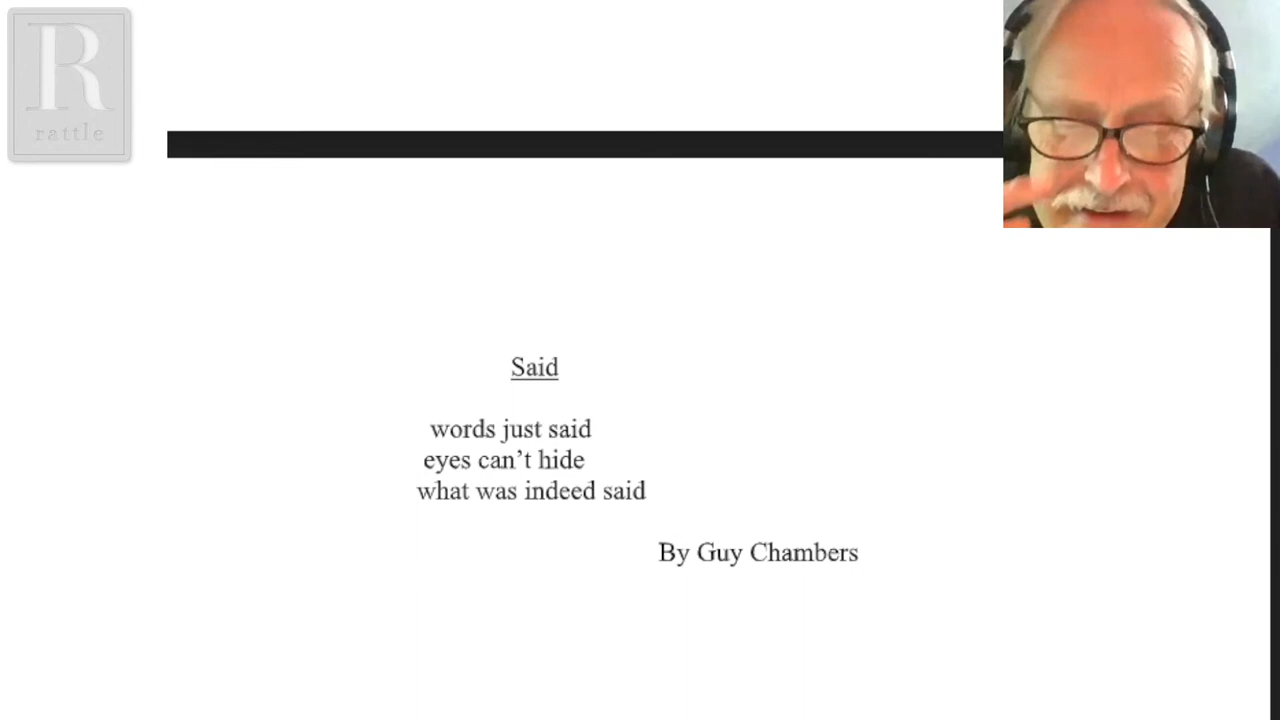 R
rattle
Said
words just said
eyes can’t hide
what was indeed said
By Guy Chambers